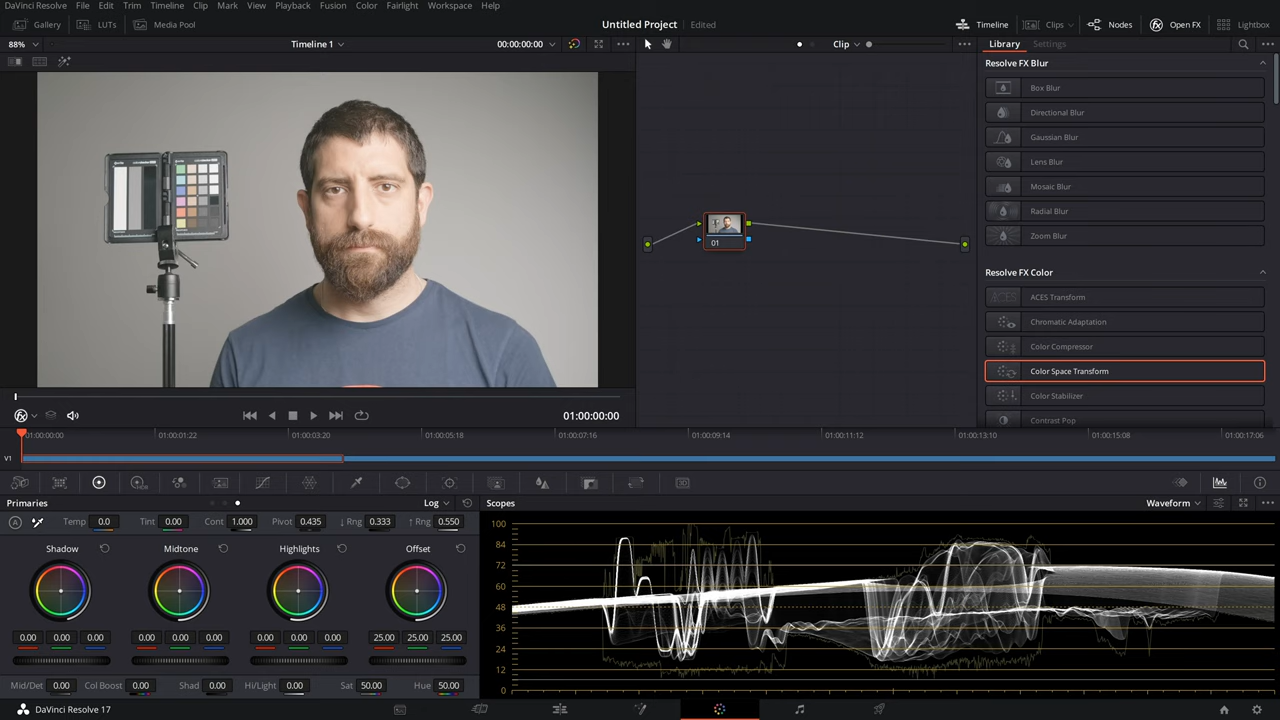 DaVinci Resolve File Edit Trim Timeline Clip Mark View Playback Fusion Color Fairlight Workspace Help
Gallery LUTs Media Pool Untitled Project Edited Timeline Clips Nodes Open FX Lightbox
88% Timeline 1 00:00:00:00 Clip Library Settings
Resolve FX Blur
Box Blur
Directional Blur
Gaussian Blur
Lens Blur
Mosaic Blur
Radial Blur
Zoom Blur
01
Resolve FX Color
ACES ACES Transform
Chromatic Adaptation
Color Compressor
Color Space Transform
Color Stabilizer
Contrast Pop
01:00:00:00
01:00:00:00 01:00:01:22 01:00:03:20 01:00:05:18 01:00:07:16 01:00:09:14 01:00:11:12 01:00:13:10 01:00:15:08 01:00:17:06
V1
Primaries Log Scopes Waveform
A Temp 0.0 Tint 0.00 Cont 1.000 Pivot 0.435 ↓ Rng 0.333 ↑ Rng 0.550
Shadow Midtone Highlights Offset
0.00 0.00 0.00 0.00 0.00 0.00 0.00 0.00 0.00 25.00 25.00 25.00
Mid/Det 0.00 Col Boost 0.00 Shad 0.00 Hi/Light 0.00 Sat 50.00 Hue 50.00
100
84
72
60
48
36
24
12
0
DaVinci Resolve 17